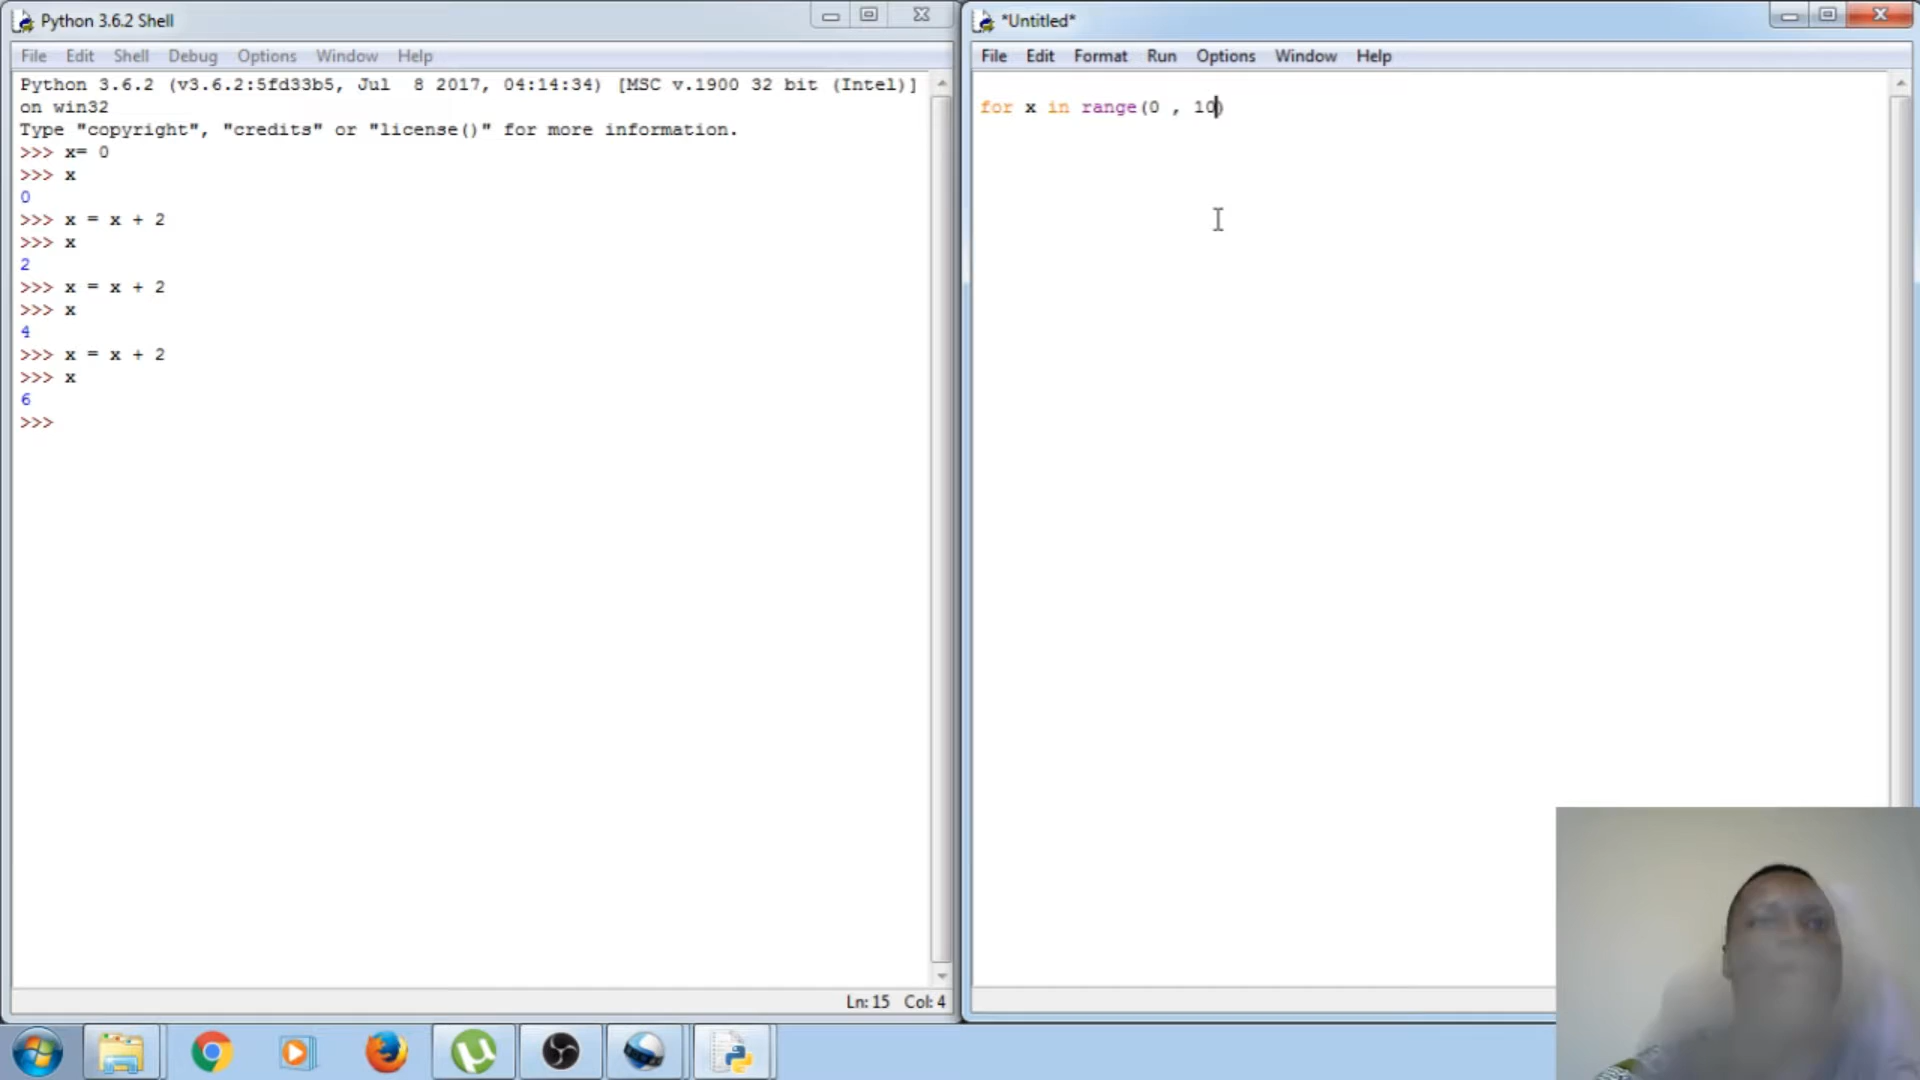 Python 3.6.2 Shell
File Edit Shell Debug Options Window Help
Python 3.6.2 (v3.6.2:5fd33b5, Jul  8 2017, 04:14:34) [MSC v.1900 32 bit (Intel)]
on win32
Type "copyright", "credits" or "license()" for more information.
>>> x= 0
>>> x
0
>>> x = x + 2
>>> x
2
>>> x = x + 2
>>> x
4
>>> x = x + 2
>>> x
6
>>>
Ln: 15 Col: 4
*Untitled*
File Edit Format Run Options Window Help
for x in range(0 , 10)